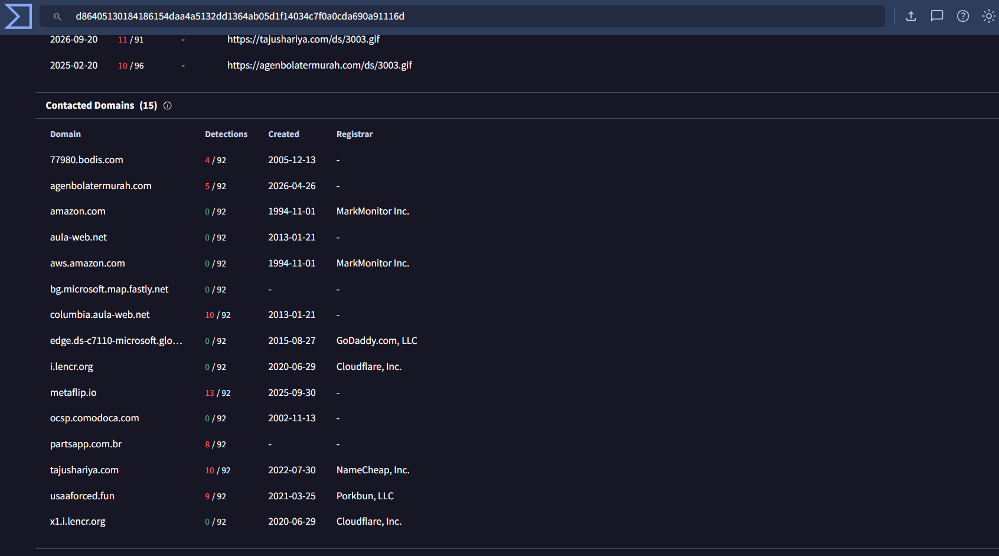 d86405130184186154daa4a5132dd1364ab05d1f14034c7f0a0cda690a91116d
2026-09-20 11 / 91 - https://tajushariya.com/ds/3003.gif
2025-02-20 10 / 96 - https://agenbolatermurah.com/ds/3003.gif
Contacted Domains (15)
Domain Detections Created Registrar
77980.bodis.com 4 / 92 2005-12-13 -
agenbolatermurah.com 5 / 92 2026-04-26 -
amazon.com 0 / 92 1994-11-01 MarkMonitor Inc.
aula-web.net 0 / 92 2013-01-21 -
aws.amazon.com 0 / 92 1994-11-01 MarkMonitor Inc.
bg.microsoft.map.fastly.net 0 / 92 - -
columbia.aula-web.net 10 / 92 2013-01-21 -
edge.ds-c7110-microsoft.glo... 0 / 92 2015-08-27 GoDaddy.com, LLC
i.lencr.org 0 / 92 2020-06-29 Cloudflare, Inc.
metaflip.io 13 / 92 2025-09-30 -
ocsp.comodoca.com 0 / 92 2002-11-13 -
partsapp.com.br 8 / 92 - -
tajushariya.com 10 / 92 2022-07-30 NameCheap, Inc.
usaaforced.fun 9 / 92 2021-03-25 Porkbun, LLC
x1.i.lencr.org 0 / 92 2020-06-29 Cloudflare, Inc.